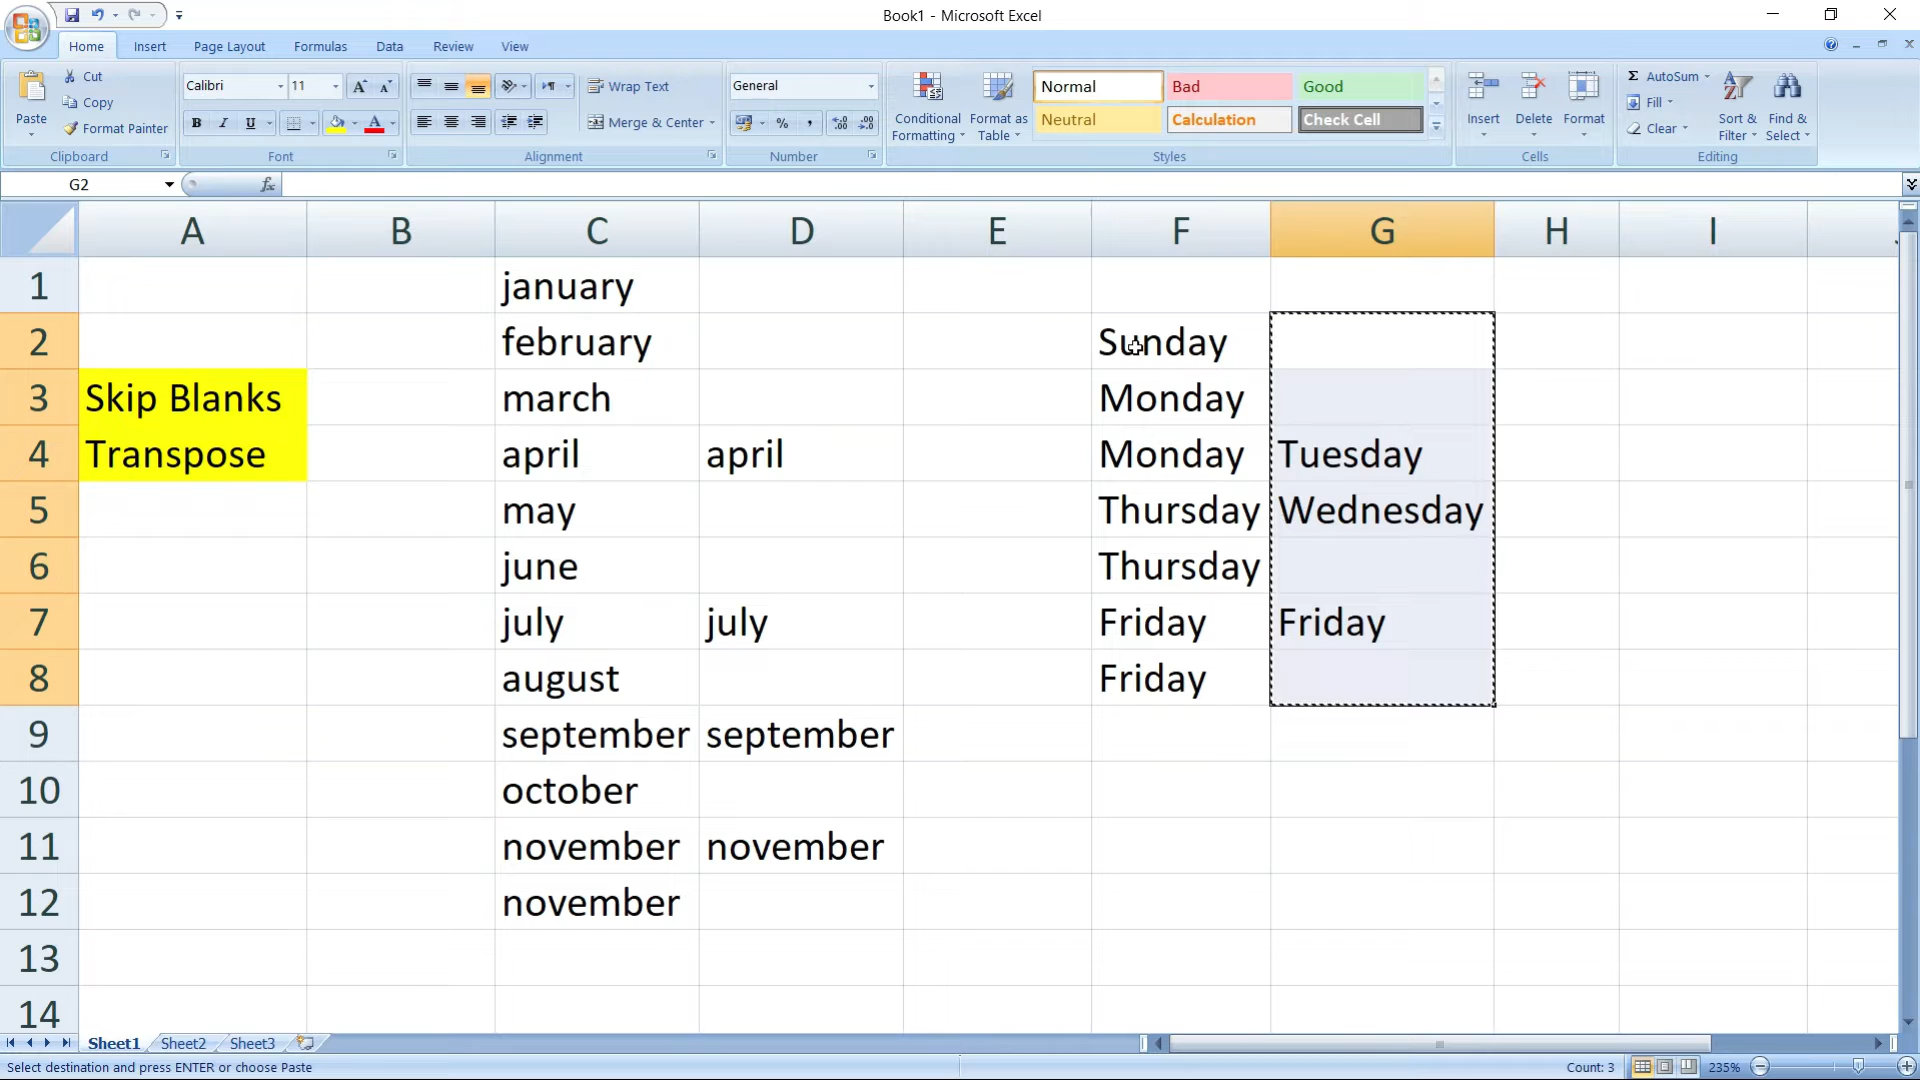 Book1 - Microsoft Excel
Home Insert Page Layout Formulas Data Review View
Paste
Cut
Copy
Format Painter
Clipboard
Calibri 11
B I U
Font
Wrap Text
Merge & Center
Alignment
General
% ,
Number
Conditional Formatting
Format as Table
Normal Bad Good
Neutral Calculation Check Cell
Styles
Insert Delete Format
Cells
AutoSum
Fill
Clear
Sort & Filter
Find & Select
Editing
G2 fx
A B C D E F G H I
1 january
2 february Sunday
3 Skip Blanks march Monday
4 Transpose april april Monday Tuesday
5 may Thursday Wednesday
6 june Thursday
7 july july Friday Friday
8 august Friday
9 september september
10 october
11 november november
12 november
13
14
Sheet1 Sheet2 Sheet3
Select destination and press ENTER or choose Paste Count: 3 235%